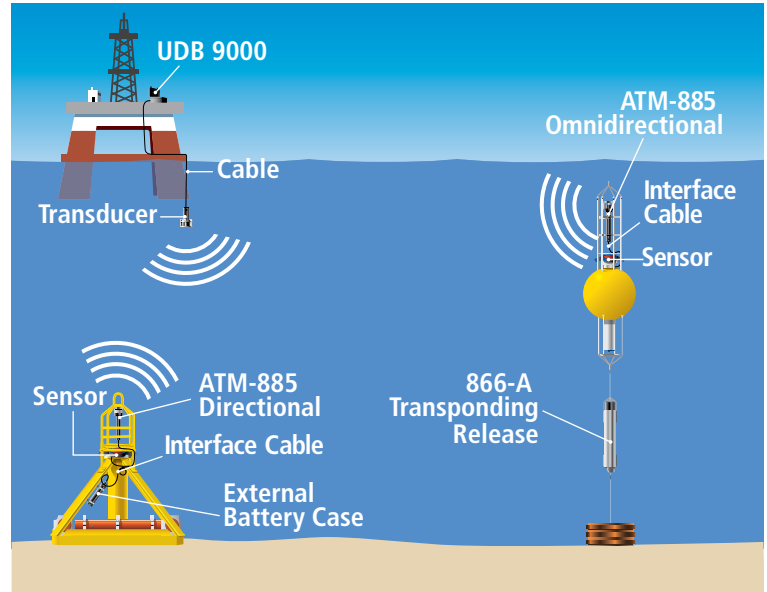 UDB 9000
Cable
Transducer
ATM-885
Omnidirectional
Interface
Cable
Sensor
ATM-885
Directional
Sensor
Interface Cable
External
Battery Case
866-A
Transponding
Release